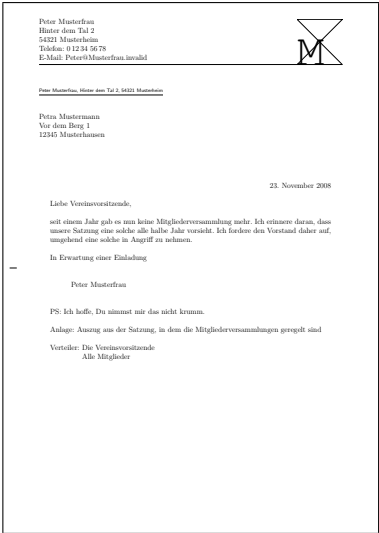 Peter Musterfrau
Hinter dem Tal 2
54321 Musterheim
Telefon: 0 12 34 56 78
E-Mail: Peter@Musterfrau.invalid
M
Peter Musterfrau, Hinter dem Tal 2, 54321 Musterheim
Petra Mustermann
Vor dem Berg 1
12345 Musterhausen
23. November 2008
Liebe Vereinsvorsitzende,
seit einem Jahr gab es nun keine Mitgliederversammlung mehr. Ich erinnere daran, dass
unsere Satzung eine solche alle halbe Jahr vorsieht. Ich fordere den Vorstand daher auf,
umgehend eine solche in Angriff zu nehmen.
In Erwartung einer Einladung
Peter Musterfrau
PS: Ich hoffe, Du nimmst mir das nicht krumm.
Anlage: Auszug aus der Satzung, in dem die Mitgliederversammlungen geregelt sind
Verteiler: Die Vereinsvorsitzende
Alle Mitglieder